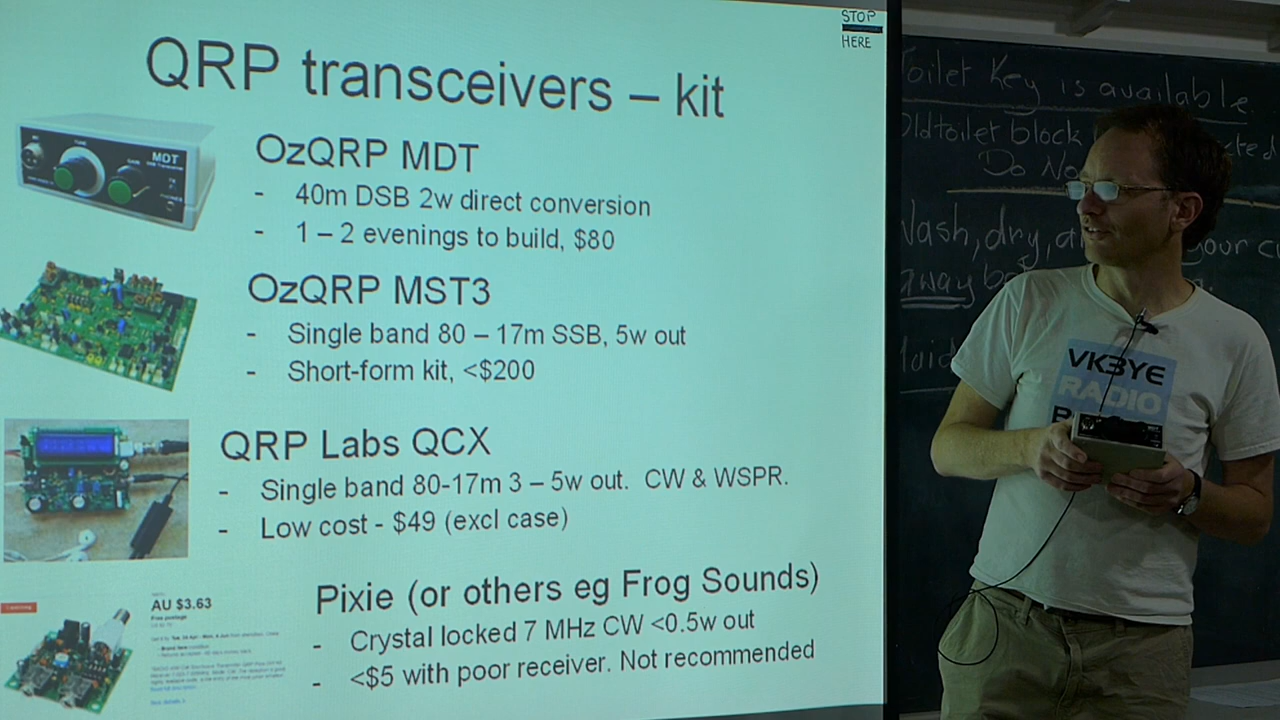 STOP
HERE
QRP transceivers – kit
OzQRP MDT
- 40m DSB 2w direct conversion
- 1 – 2 evenings to build, $80
OzQRP MST3
- Single band 80 – 17m SSB, 5w out
- Short-form kit, <$200
QRP Labs QCX
- Single band 80-17m 3 – 5w out. CW & WSPR.
- Low cost - $49 (excl case)
Pixie (or others eg Frog Sounds)
- Crystal locked 7 MHz CW <0.5w out
- <$5 with poor receiver. Not recommended
MDT
AU $3.63
Free postage
Toilet Key is available
Old toilet block
Do
Wash, dry, your
away
VK3YE
RADIO